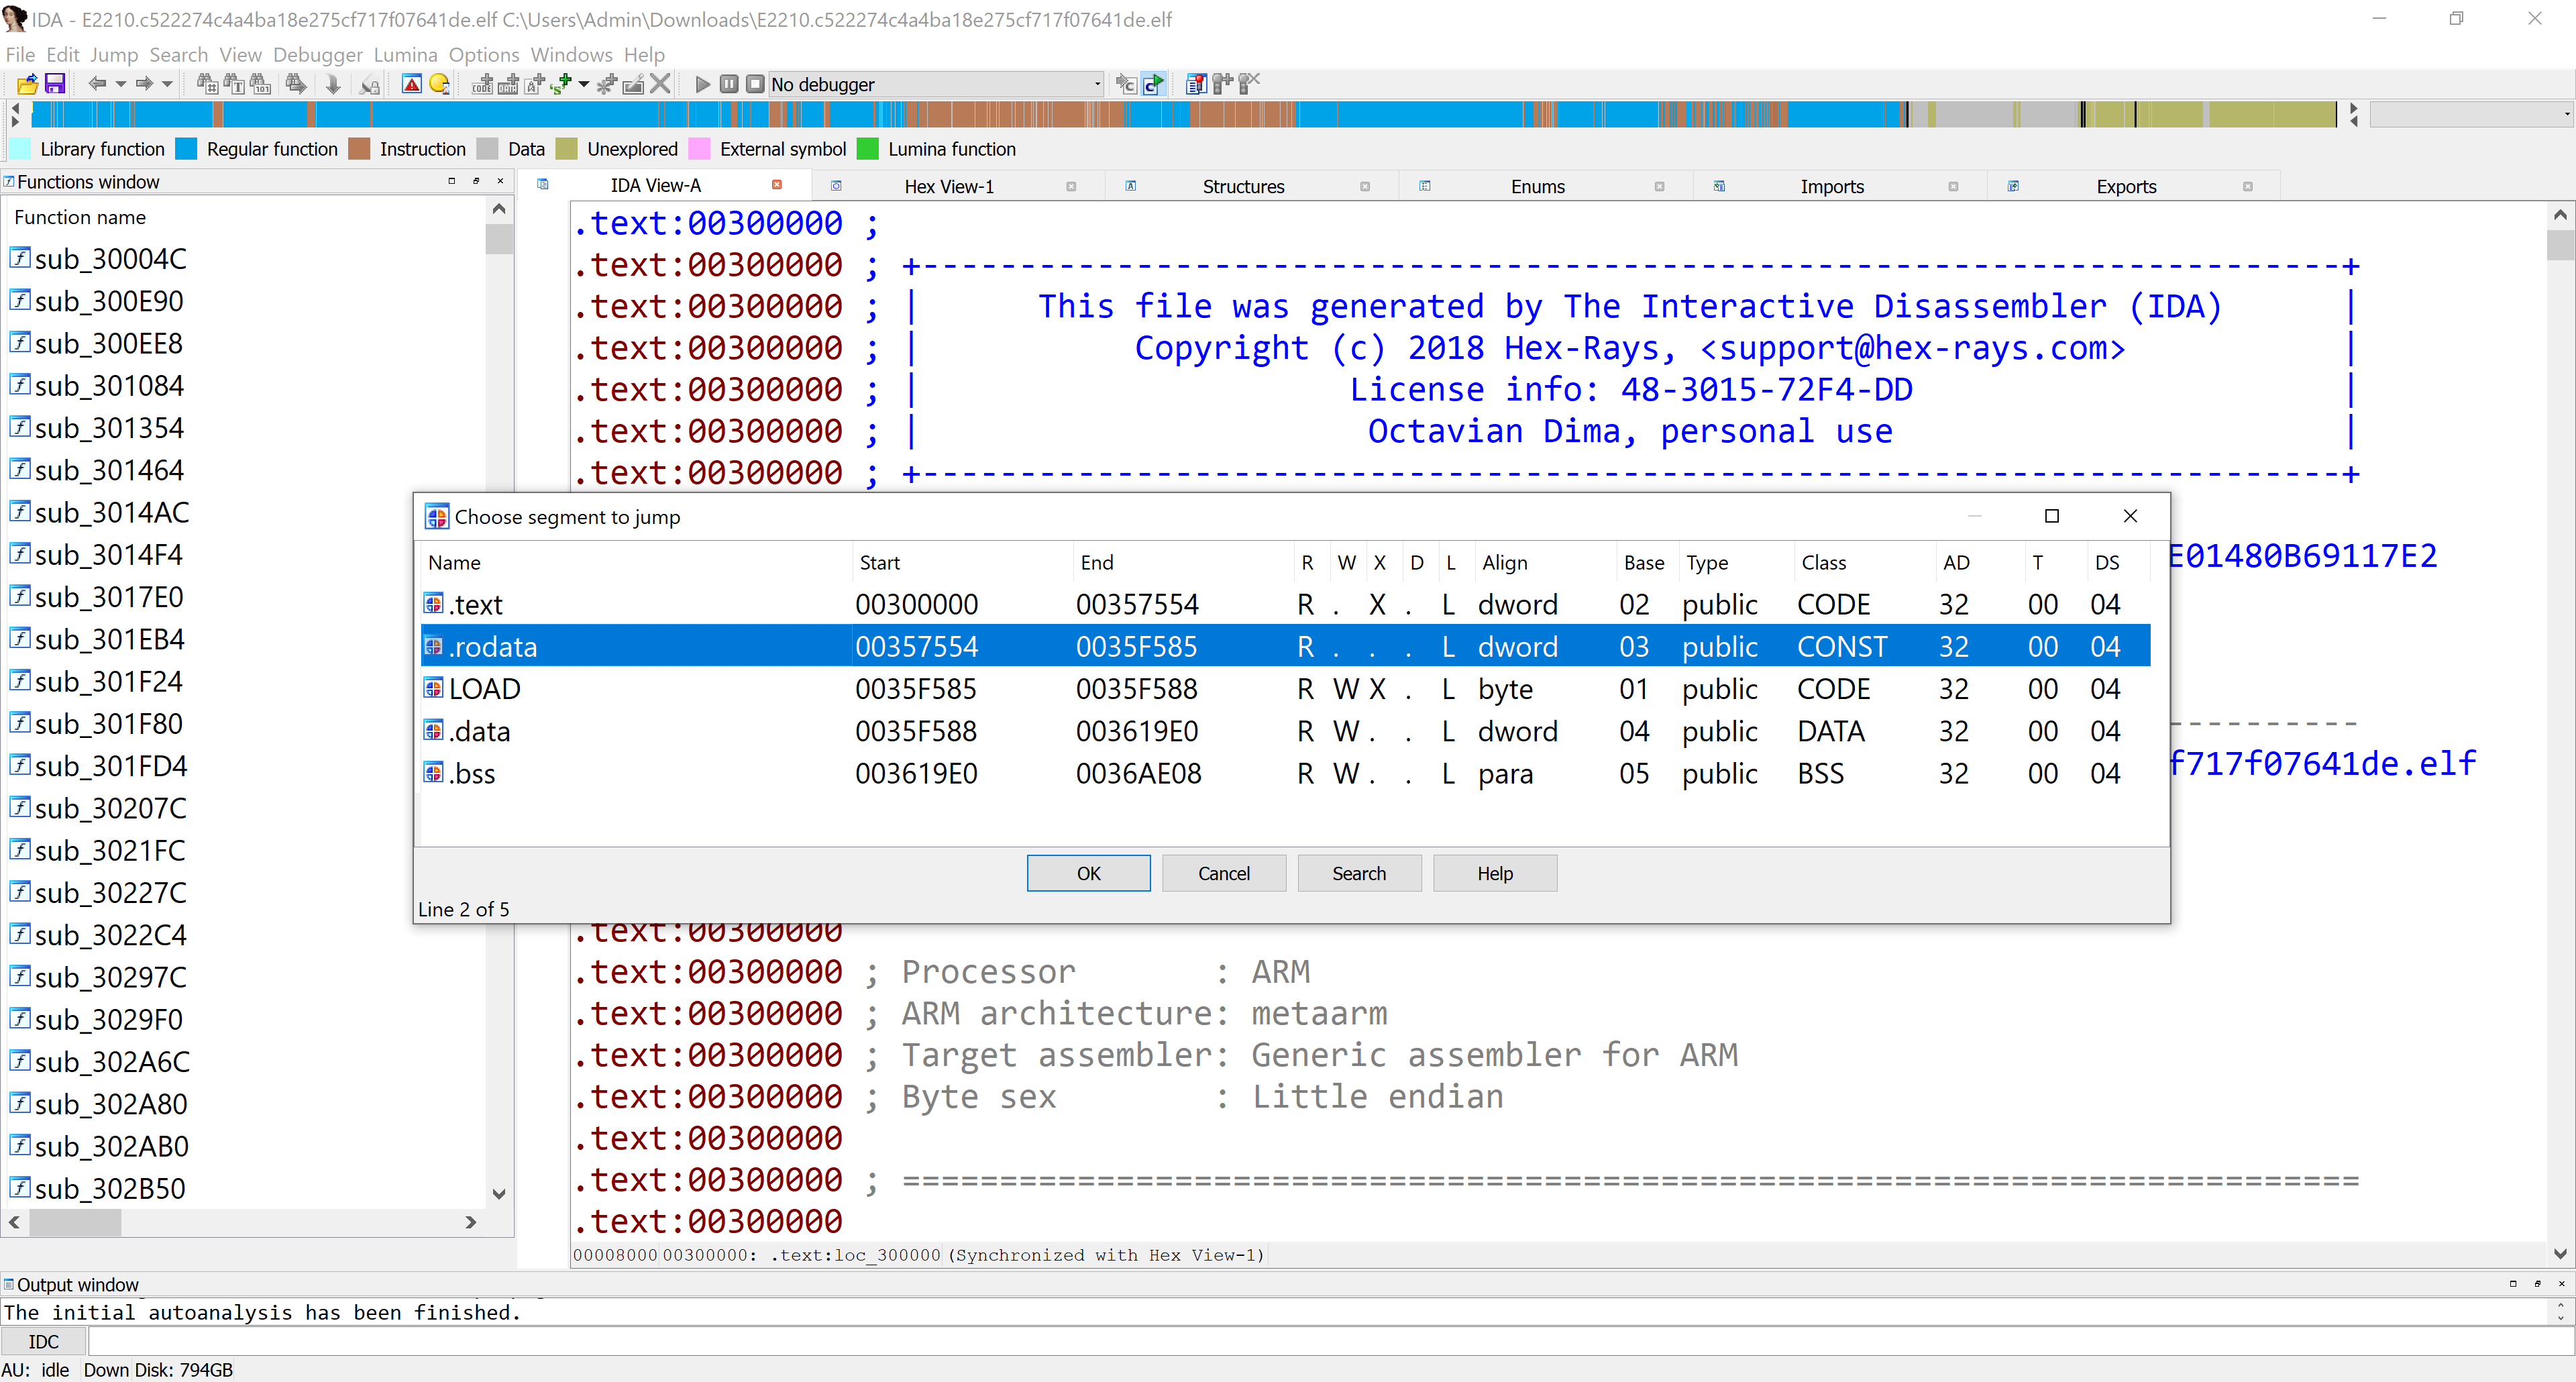 IDA - E2210.c522274c4a4ba18e275cf717f07641de.elf C:\Users\Admin\Downloads\E2210.c522274c4a4ba18e275cf717f07641de.elf
File Edit Jump Search View Debugger Lumina Options Windows Help
No debugger
Library function Regular function Instruction Data Unexplored External symbol Lumina function
Functions window
IDA View-A Hex View-1 Structures Enums Imports Exports
Function name
sub_30004C
sub_300E90
sub_300EE8
sub_301084
sub_301354
sub_301464
sub_3014AC
sub_3014F4
sub_3017E0
sub_301EB4
sub_301F24
sub_301F80
sub_301FD4
sub_30207C
sub_3021FC
sub_30227C
sub_3022C4
sub_30297C
sub_3029F0
sub_302A6C
sub_302A80
sub_302AB0
sub_302B50
.text:00300000 ;
.text:00300000 ; +-------------------------------------------------------------------------+
.text:00300000 ; | This file was generated by The Interactive Disassembler (IDA) |
.text:00300000 ; | Copyright (c) 2018 Hex-Rays, <support@hex-rays.com> |
.text:00300000 ; | License info: 48-3015-72F4-DD |
.text:00300000 ; | Octavian Dima, personal use |
.text:00300000 ; +-------------------------------------------------------------------------+
Choose segment to jump
Name Start End R W X D L Align Base Type Class AD T DS
.text 00300000 00357554 R . X . L dword 02 public CODE 32 00 04
.rodata 00357554 0035F585 R . . . L dword 03 public CONST 32 00 04
LOAD 0035F585 0035F588 R W X . L byte 01 public CODE 32 00 04
.data 0035F588 003619E0 R W . . L dword 04 public DATA 32 00 04
.bss 003619E0 0036AE08 R W . . L para 05 public BSS 32 00 04
OK Cancel Search Help
Line 2 of 5
E01480B69117E2
----------
f717f07641de.elf
.text:00300000
.text:00300000 ; Processor : ARM
.text:00300000 ; ARM architecture: metaarm
.text:00300000 ; Target assembler: Generic assembler for ARM
.text:00300000 ; Byte sex : Little endian
.text:00300000
.text:00300000 ; ===========================================================================
.text:00300000
00008000 00300000: .text:loc_300000 (Synchronized with Hex View-1)
Output window
The initial autoanalysis has been finished.
IDC
AU: idle Down Disk: 794GB